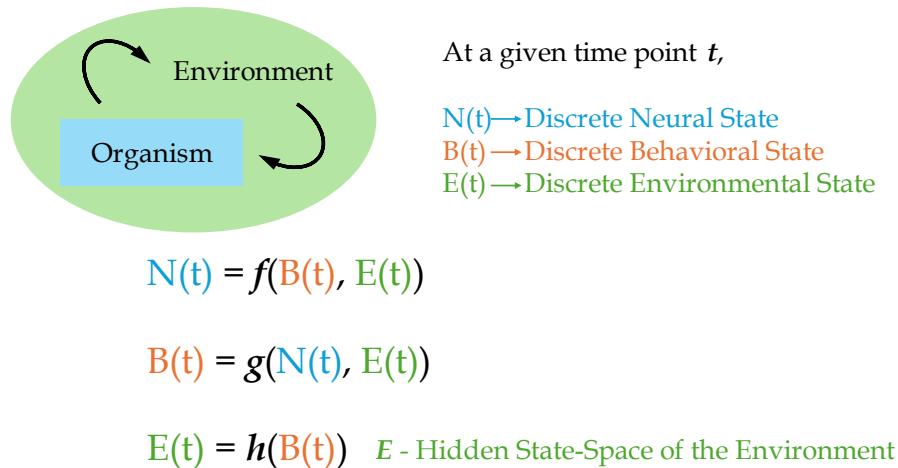 Environment
Organism
At a given time point t,
N(t)→Discrete Neural State
B(t)→Discrete Behavioral State
E(t)→Discrete Environmental State
N(t) = f(B(t), E(t))
B(t) = g(N(t), E(t))
E(t) = h(B(t)) E - Hidden State-Space of the Environment